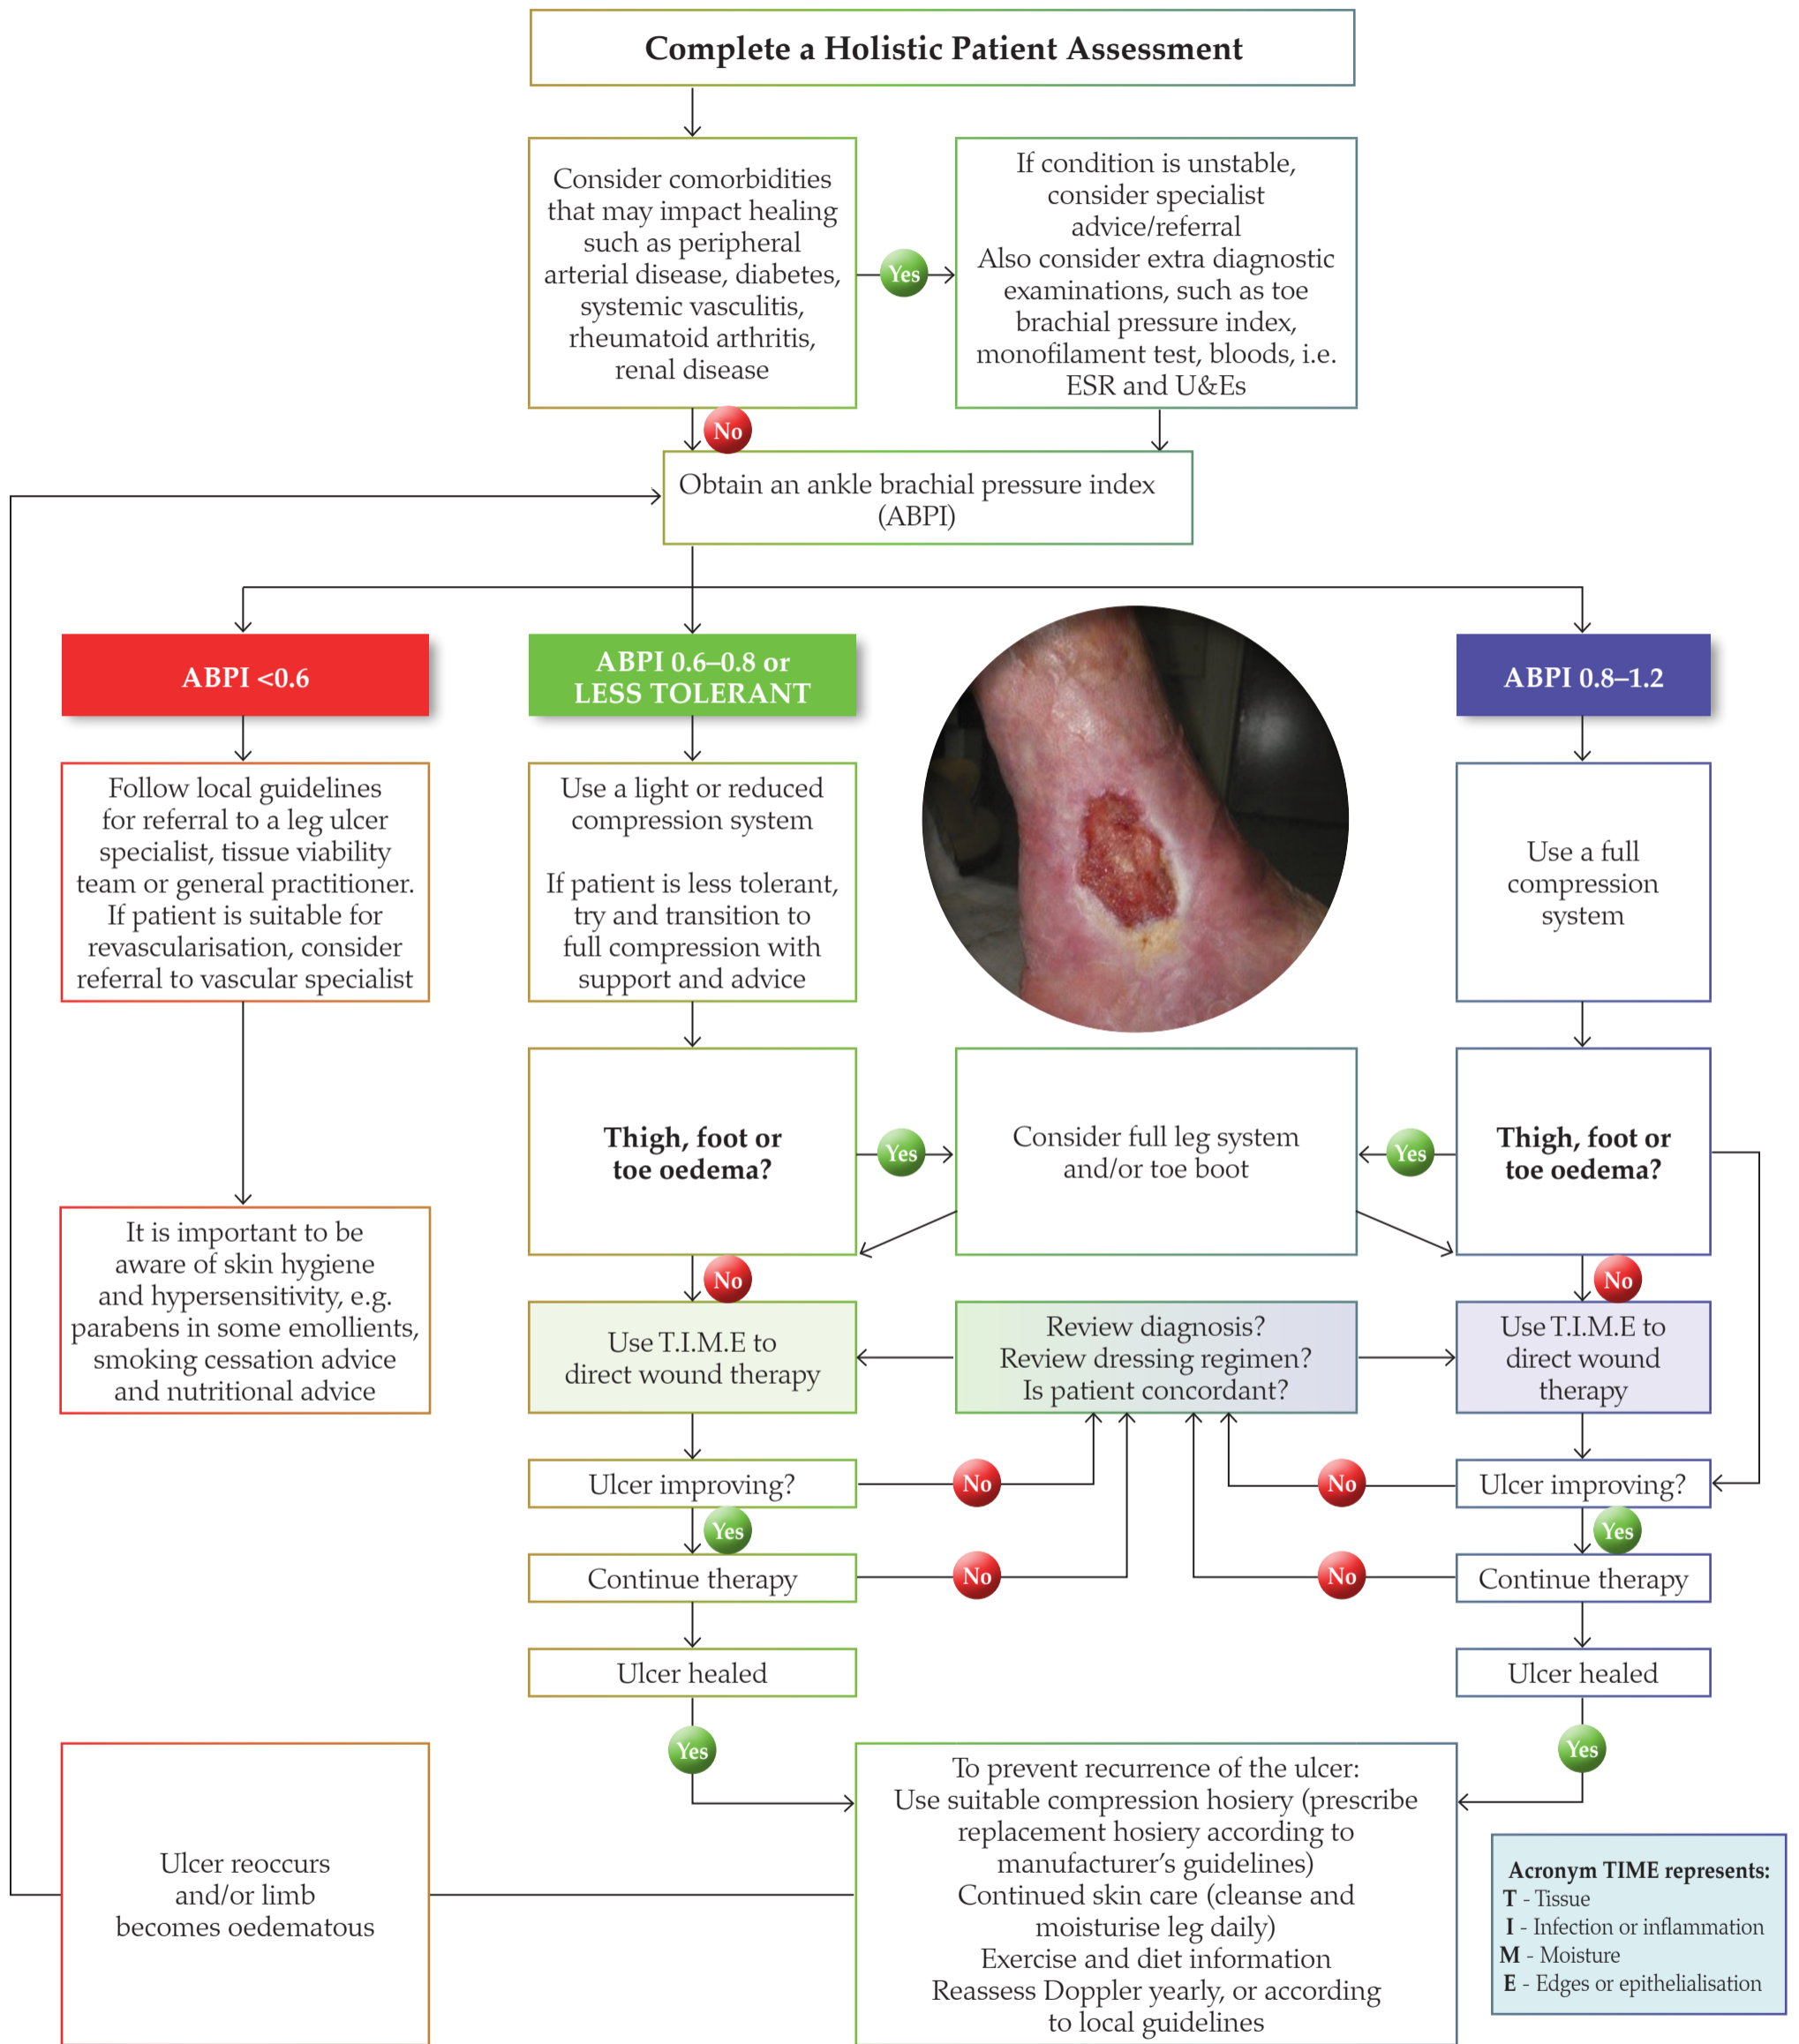 Complete a Holistic Patient Assessment
Consider comorbidities
that may impact healing
such as peripheral
arterial disease, diabetes,
systemic vasculitis,
rheumatoid arthritis,
renal disease
Yes
If condition is unstable,
consider specialist
advice/referral
Also consider extra diagnostic
examinations, such as toe
brachial pressure index,
monofilament test, bloods, i.e.
ESR and U&Es
No
Obtain an ankle brachial pressure index
(ABPI)
ABPI <0.6
ABPI 0.6–0.8 or
LESS TOLERANT
ABPI 0.8–1.2
Follow local guidelines
for referral to a leg ulcer
specialist, tissue viability
team or general practitioner.
If patient is suitable for
revascularisation, consider
referral to vascular specialist
Use a light or reduced
compression system
If patient is less tolerant,
try and transition to
full compression with
support and advice
Use a full
compression
system
Thigh, foot or
toe oedema?
Yes
Consider full leg system
and/or toe boot
Yes
Thigh, foot or
toe oedema?
It is important to be
aware of skin hygiene
and hypersensitivity, e.g.
parabens in some emollients,
smoking cessation advice
and nutritional advice
No
No
Use T.I.M.E to
direct wound therapy
Review diagnosis?
Review dressing regimen?
Is patient concordant?
Use T.I.M.E to
direct wound
therapy
Ulcer improving?
No
No
Ulcer improving?
Yes
Yes
Continue therapy
No
No
Continue therapy
Ulcer healed
Ulcer healed
Yes
Yes
Ulcer reoccurs
and/or limb
becomes oedematous
To prevent recurrence of the ulcer:
Use suitable compression hosiery (prescribe
replacement hosiery according to
manufacturer's guidelines)
Continued skin care (cleanse and
moisturise leg daily)
Exercise and diet information
Reassess Doppler yearly, or according
to local guidelines
Acronym TIME represents:
T - Tissue
I - Infection or inflammation
M - Moisture
E - Edges or epithelialisation